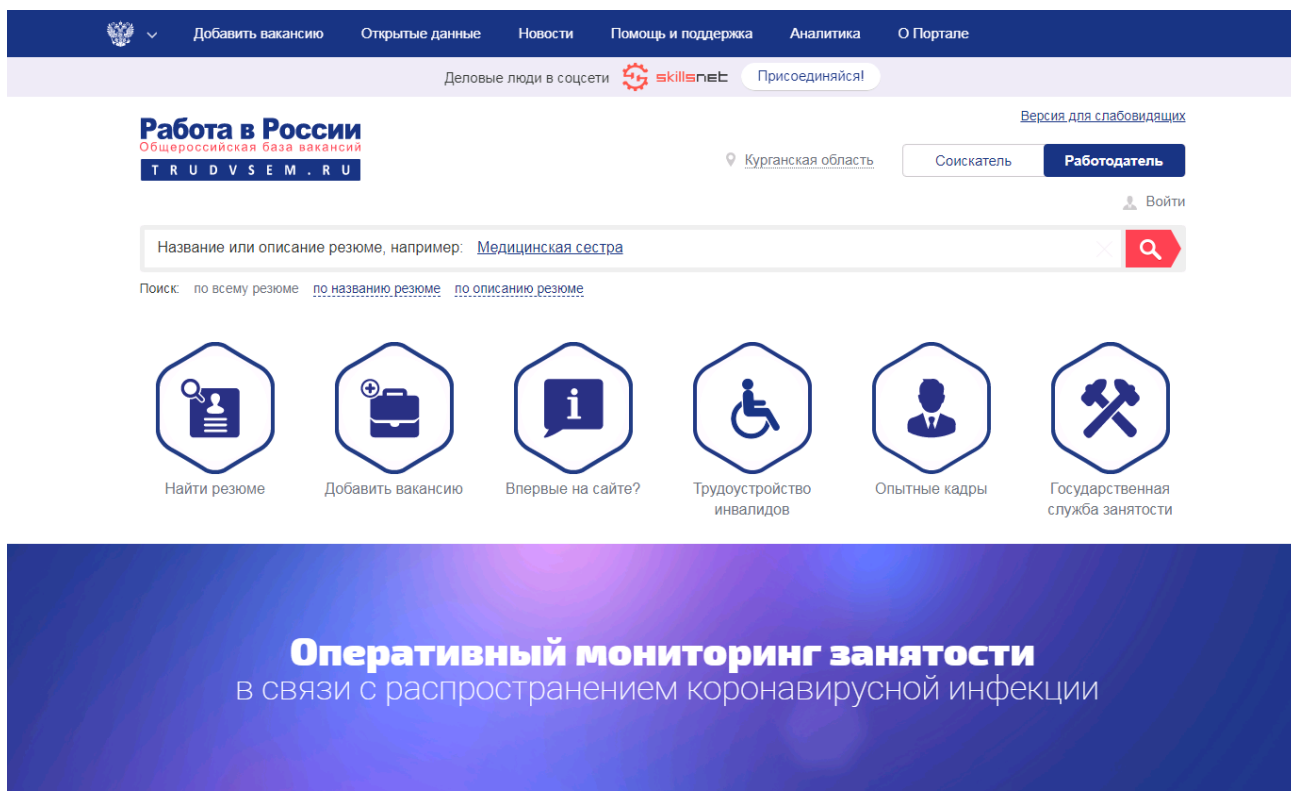 Добавить вакансию Открытые данные Новости Помощь и поддержка Аналитика О Портале
Деловые люди в соцсети skillsnet Присоединяйся!
Версия для слабовидящих
Работа в России
Общероссийская база вакансий
TRUDVSEM.RU
Курганская область Соискатель Работодатель
Войти
Название или описание резюме, например: Медицинская сестра
Поиск: по всему резюме по названию резюме по описанию резюме
Найти резюме Добавить вакансию Впервые на сайте? Трудоустройство инвалидов Опытные кадры Государственная служба занятости
Оперативный мониторинг занятости
в связи с распространением коронавирусной инфекции